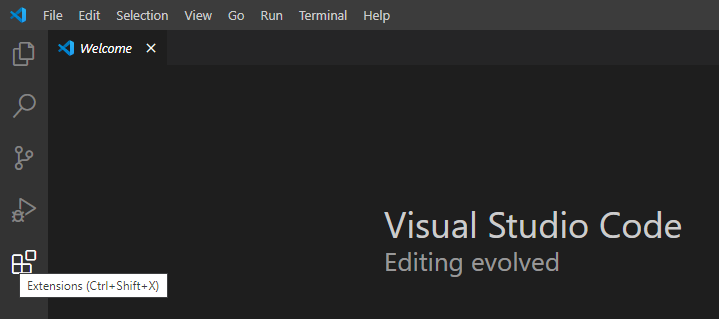 File Edit Selection View Go Run Terminal Help
Welcome
Visual Studio Code
Editing evolved
Extensions (Ctrl+Shift+X)